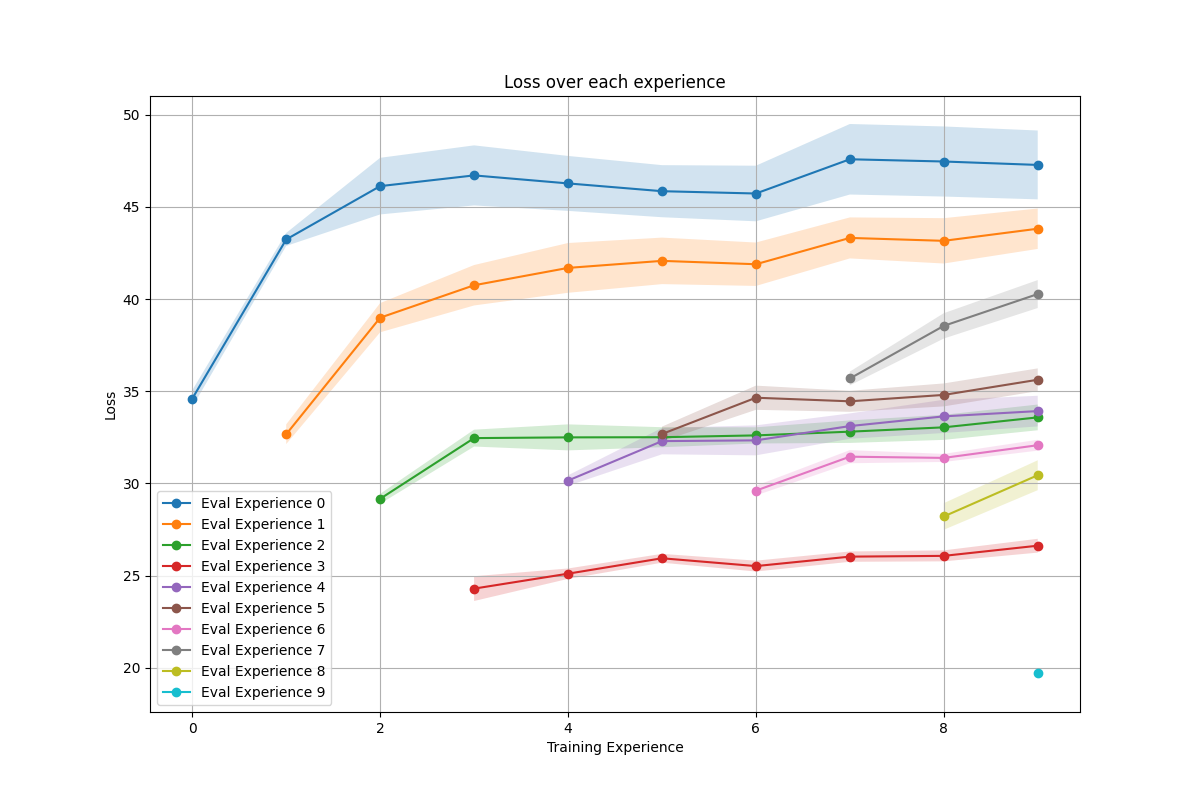 Loss over each experience
50
45
40
35
30
25
20
Loss
Eval Experience 0
Eval Experience 1
Eval Experience 2
Eval Experience 3
Eval Experience 4
Eval Experience 5
Eval Experience 6
Eval Experience 7
Eval Experience 8
Eval Experience 9
0 2 4 6 8
Training Experience